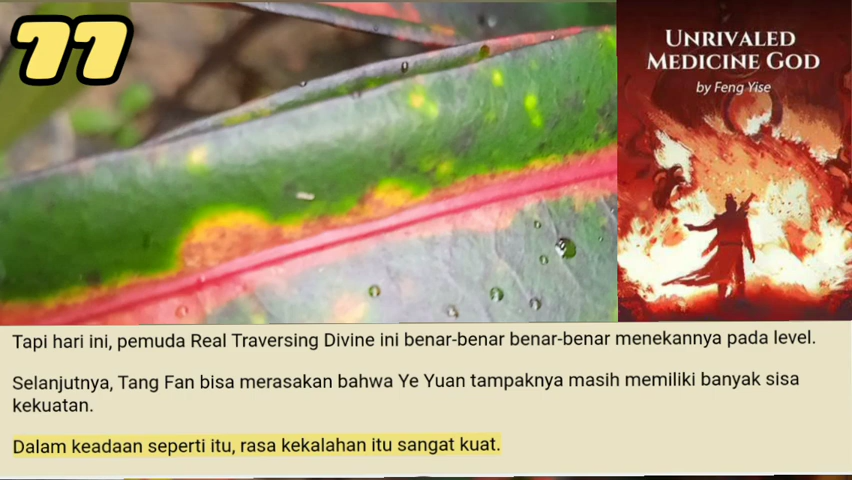 77
UNRIVALED
MEDICINE GOD
by Feng Yise
Tapi hari ini, pemuda Real Traversing Divine ini benar-benar benar-benar menekannya pada level.
Selanjutnya, Tang Fan bisa merasakan bahwa Ye Yuan tampaknya masih memiliki banyak sisa
kekuatan.
Dalam keadaan seperti itu, rasa kekalahan itu sangat kuat.